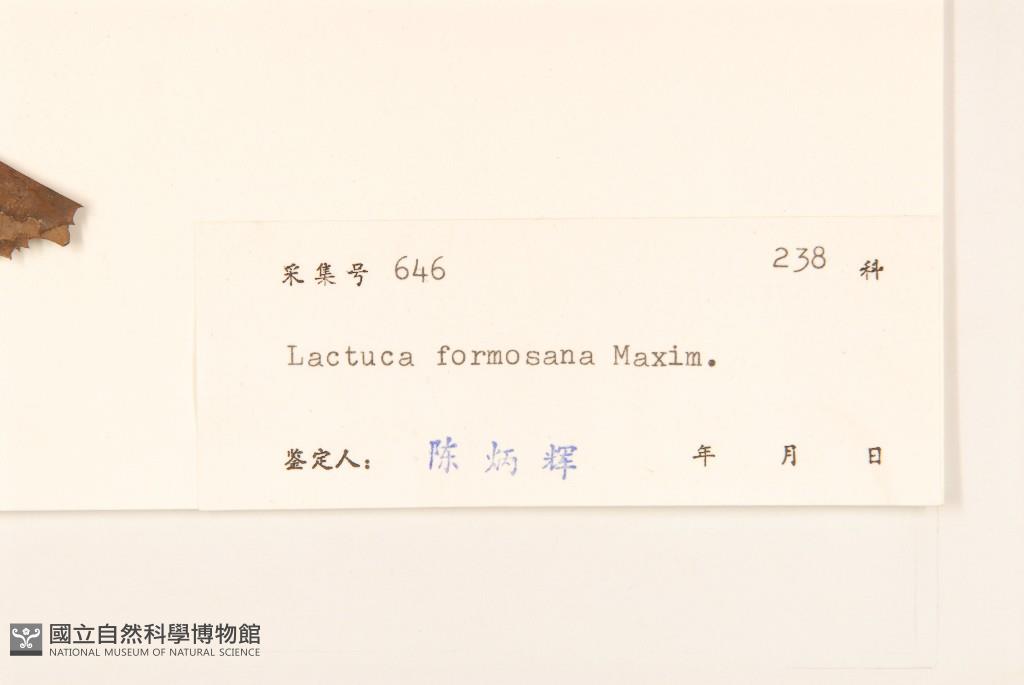 采集号 646 238 科
Lactuca formosana Maxim.
鉴定人: 陈炳辉 年 月 日
國立自然科學博物館
NATIONAL MUSEUM OF NATURAL SCIENCE